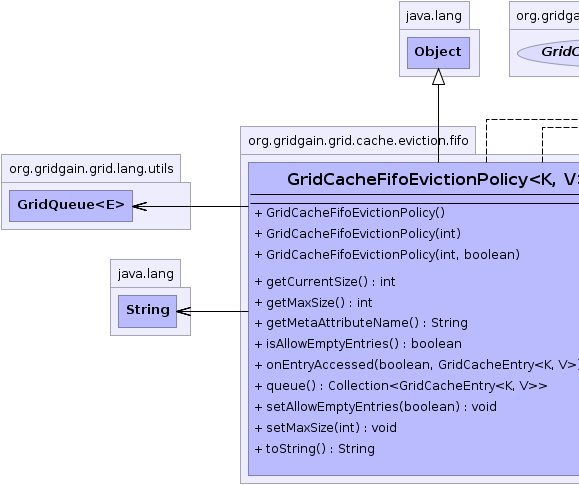 java.lang
Object
org.gridga
GridC
org.gridgain.grid.cache.eviction.fifo
GridCacheFifoEvictionPolicy<K, V>
org.gridgain.grid.lang.utils
GridQueue<E>
java.lang
String
+ GridCacheFifoEvictionPolicy()
+ GridCacheFifoEvictionPolicy(int)
+ GridCacheFifoEvictionPolicy(int, boolean)
+ getCurrentSize() : int
+ getMaxSize() : int
+ getMetaAttributeName() : String
+ isAllowEmptyEntries() : boolean
+ onEntryAccessed(boolean, GridCacheEntry<K, V>)
+ queue() : Collection<GridCacheEntry<K, V>>
+ setAllowEmptyEntries(boolean) : void
+ setMaxSize(int) : void
+ toString() : String